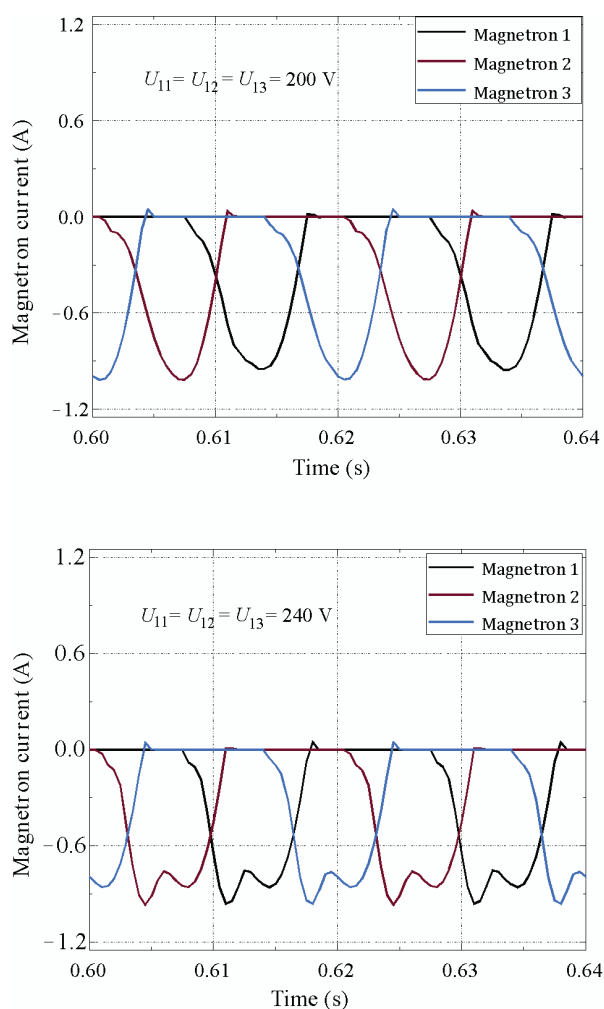 1.2
0.6
0.0
−0.6
−1.2
Magnetron current (A)
U11= U12 = U13= 200 V
Magnetron 1
Magnetron 2
Magnetron 3
0.60 0.61 0.62 0.63 0.64
Time (s)
1.2
0.6
0.0
−0.6
−1.2
Magnetron current (A)
U11= U12 = U13= 240 V
Magnetron 1
Magnetron 2
Magnetron 3
0.60 0.61 0.62 0.63 0.64
Time (s)